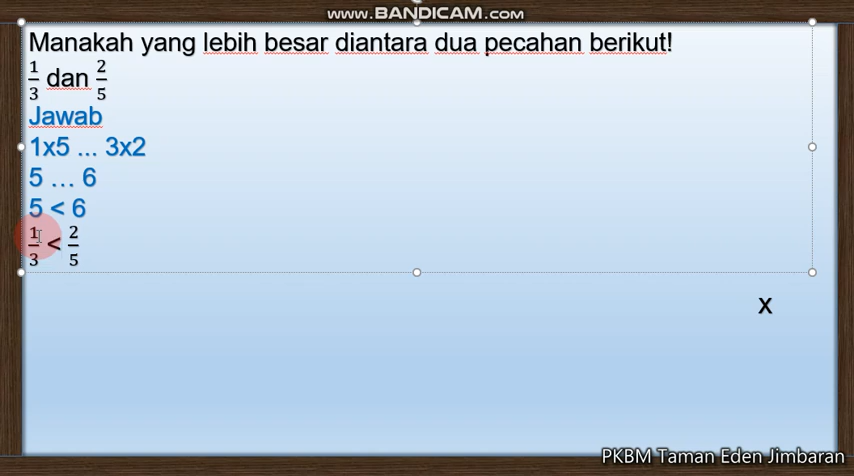 www.BANDICAM.com
Manakah yang lebih besar diantara dua pecahan berikut!
1/3 dan 2/5
Jawab
1x5 ... 3x2
5 ... 6
5 < 6
1/3 < 2/5
x
PKBM Taman Eden Jimbaran